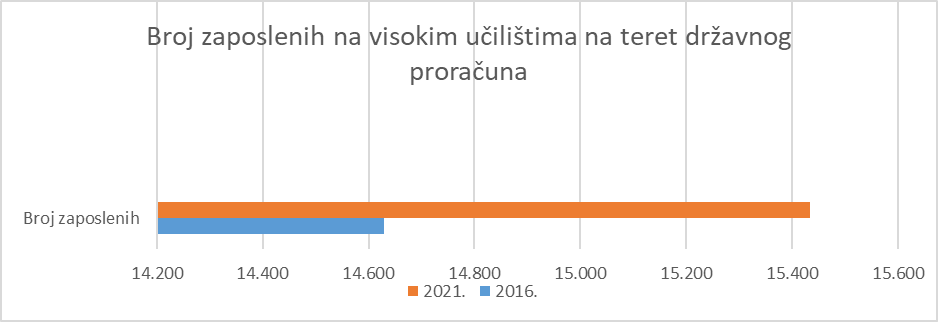 Broj zaposlenih na visokim učilištima na teret državnog
proračuna
Broj zaposlenih
14.200 14.400 14.600 14.800 15.000 15.200 15.400 15.600
2021. 2016.